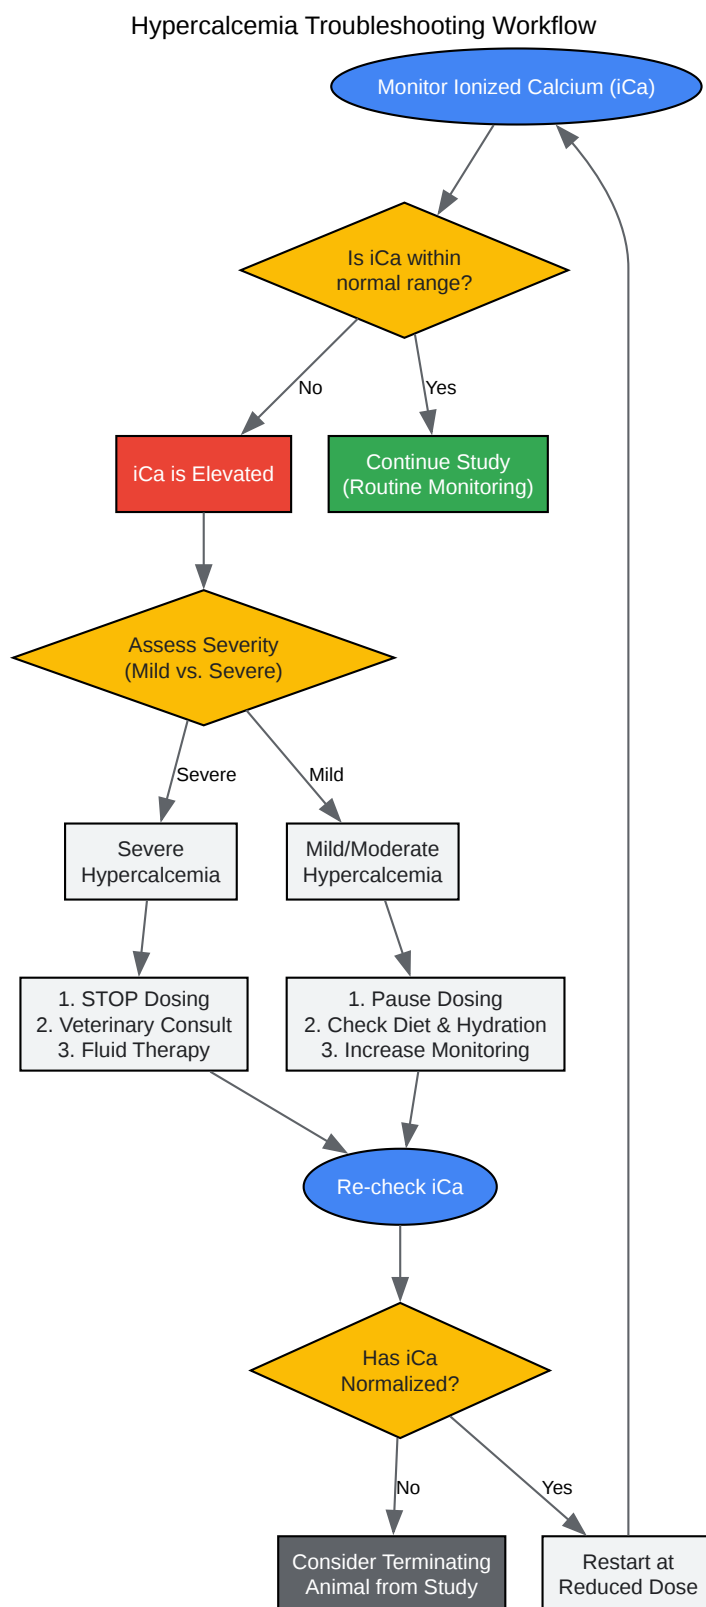 Hypercalcemia Troubleshooting Workflow
Monitor Ionized Calcium (iCa)
Is iCa within
normal range?
No
Yes
iCa is Elevated
Continue Study
(Routine Monitoring)
Assess Severity
(Mild vs. Severe)
Severe
Mild
Severe
Hypercalcemia
Mild/Moderate
Hypercalcemia
1. STOP Dosing
2. Veterinary Consult
3. Fluid Therapy
1. Pause Dosing
2. Check Diet & Hydration
3. Increase Monitoring
Re-check iCa
Has iCa
Normalized?
No
Yes
Consider Terminating
Animal from Study
Restart at
Reduced Dose